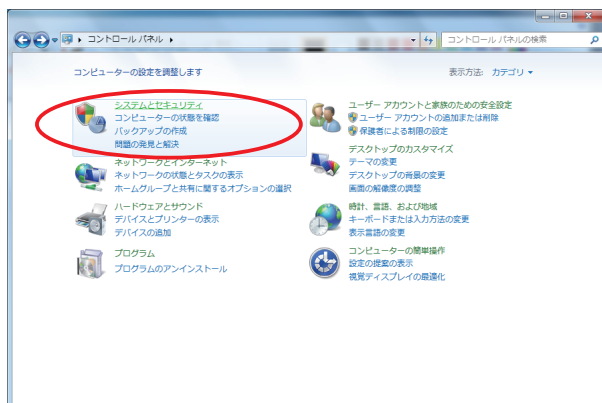 コントロール パネル
コントロール パネルの検索
コンピューターの設定を調整します
表示方法: カテゴリ
システムとセキュリティ
コンピューターの状態を確認
バックアップの作成
問題の発見と解決
ネットワークとインターネット
ネットワークの状態とタスクの表示
ホームグループと共有に関するオプションの選択
ハードウェアとサウンド
デバイスとプリンターの表示
デバイスの追加
プログラム
プログラムのアンインストール
ユーザー アカウントと家族のための安全設定
ユーザー アカウントの追加または削除
保護者による制限の設定
デスクトップのカスタマイズ
テーマの変更
デスクトップの背景の変更
画面の解像度の調整
時計、言語、および地域
キーボードまたは入力方法の変更
表示言語の変更
コンピューターの簡単操作
設定の提案の表示
視覚ディスプレイの最適化